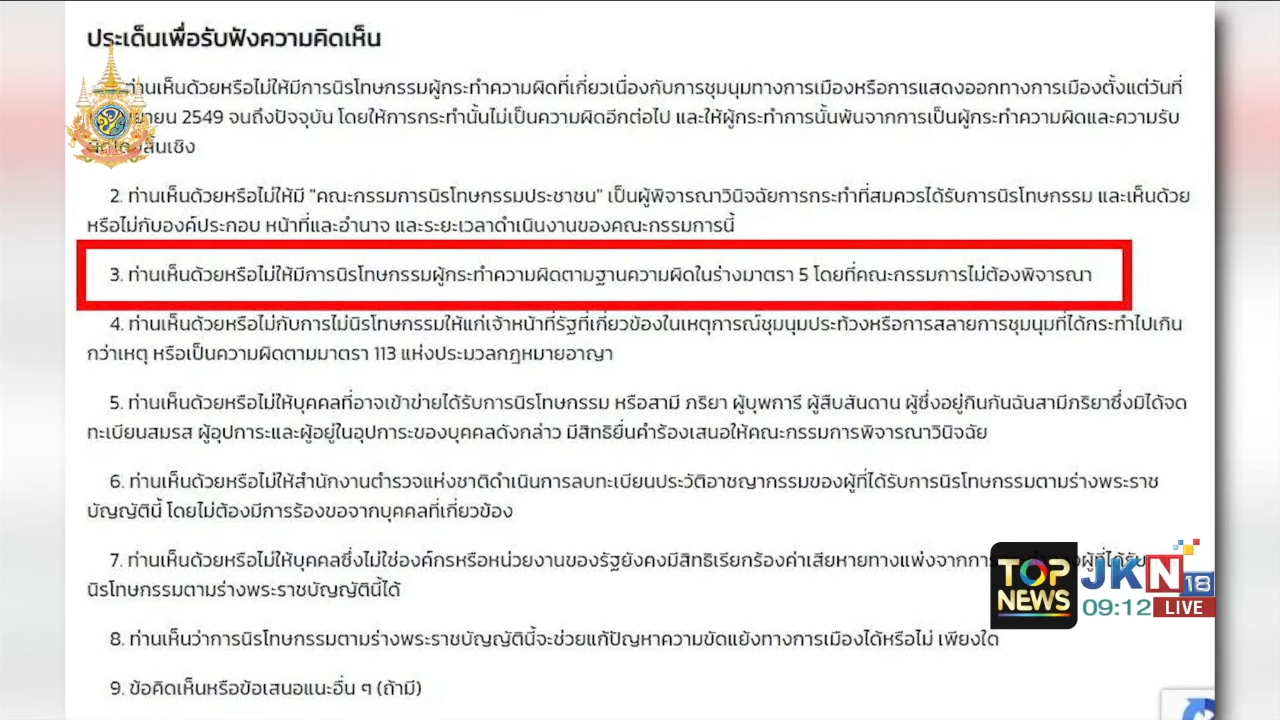 ประเด็นเพื่อรับฟังความคิดเห็น
ท่านเห็นด้วยหรือไม่ให้มีการนิรโทษกรรมผู้กระทำความผิดที่เกี่ยวเนื่องกับการชุมนุมทางการเมืองหรือการแสดงออกทางการเมืองตั้งแต่วันที่
2549 จนถึงปัจจุบัน โดยให้การกระทำนั้นไม่เป็นความผิดอีกต่อไป และให้ผู้กระทำการนั้นพ้นจากการเป็นผู้กระทำความผิดและความรับ
สิ้นเชิง
2. ท่านเห็นด้วยหรือไม่ให้มี "คณะกรรมการนิรโทษกรรมประชาชน" เป็นผู้พิจารณาวินิจฉัยการกระทำที่สมควรได้รับการนิรโทษกรรม และเห็นด้วย
หรือไม่กับองค์ประกอบ หน้าที่และอำนาจ และระยะเวลาดำเนินงานของคณะกรรมการนี้
3. ท่านเห็นด้วยหรือไม่ให้มีการนิรโทษกรรมผู้กระทำความผิดตามฐานความผิดในร่างมาตรา 5 โดยที่คณะกรรมการไม่ต้องพิจารณา
4. ท่านเห็นด้วยหรือไม่กับการไม่นิรโทษกรรมให้แก่เจ้าหน้าที่รัฐที่เกี่ยวข้องในเหตุการณ์ชุมนุมประท้วงหรือการสลายการชุมนุมที่ได้กระทำไปเกิน
กว่าเหตุ หรือเป็นความผิดตามมาตรา 113 แห่งประมวลกฎหมายอาญา
5. ท่านเห็นด้วยหรือไม่ให้บุคคลที่อาจเข้าข่ายได้รับการนิรโทษกรรม หรือสามี ภริยา ผู้บุพการี ผู้สืบสันดาน ผู้ซึ่งอยู่กินกันฉันสามีภริยาซึ่งมิได้จด
ทะเบียนสมรส ผู้อุปการะและผู้อยู่ในอุปการะของบุคคลดังกล่าว มีสิทธิยื่นคำร้องเสนอให้คณะกรรมการพิจารณาวินิจฉัย
6. ท่านเห็นด้วยหรือไม่ให้สำนักงานตำรวจแห่งชาติดำเนินการลบทะเบียนประวัติอาชญากรรมของผู้ที่ได้รับการนิรโทษกรรมตามร่างพระราช
บัญญัตินี้ โดยไม่ต้องมีการร้องขอจากบุคคลที่เกี่ยวข้อง
7. ท่านเห็นด้วยหรือไม่ให้บุคคลซึ่งไม่ใช่องค์กรหรือหน่วยงานของรัฐยังคงมีสิทธิเรียกร้องค่าเสียหายทางแพ่งจากการ ผู้ที่ได้รับ
นิรโทษกรรมตามร่างพระราชบัญญัตินี้ได้
TOP NEWS
JKN 18
09:12 LIVE
8. ท่านเห็นว่าการนิรโทษกรรมตามร่างพระราชบัญญัตินี้จะช่วยแก้ปัญหาความขัดแย้งทางการเมืองได้หรือไม่ เพียงใด
9. ข้อคิดเห็นหรือข้อเสนอแนะอื่น ๆ (ถ้ามี)